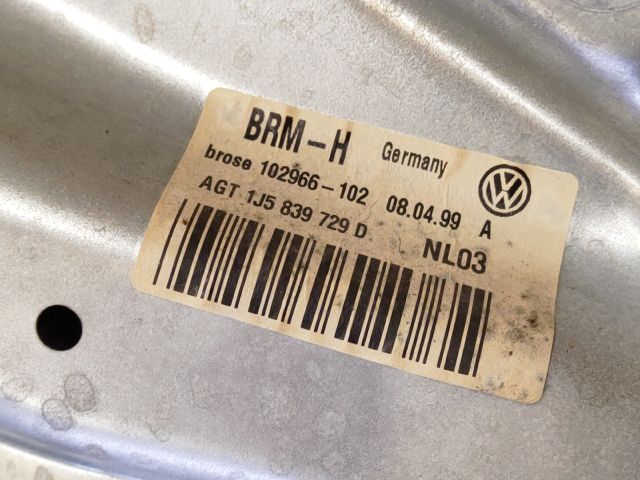 BRM-H Germany
brose 102966-102 08.04.99 A
AGT 1J5 839 729 D NL03